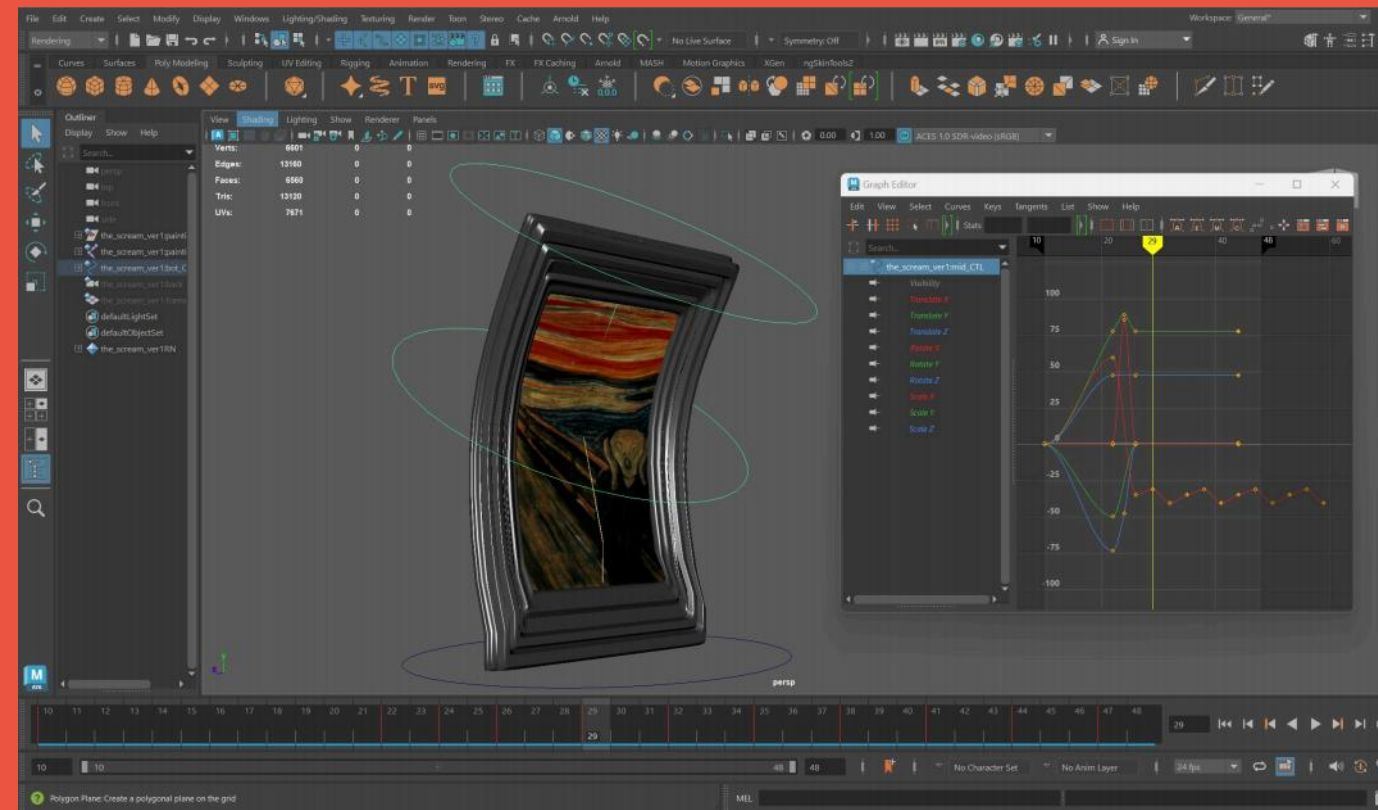 File Edit Create Select Modify Display Windows Lighting/Shading Texturing Render Toon Stereo Cache Arnold Help
Workspace: General*
Rendering No Live Surface Symmetry: Off Sign In
Curves Surfaces Poly Modeling Sculpting UV Editing Rigging Animation Rendering FX FX Caching Arnold MASH Motion Graphics XGen ngSkinTools2
Outliner
Display Show Help
Search...
persp
top
front
side
the_scream_ver1:painti
the_scream_ver1:painti
the_scream_ver1:bot_C
the_scream_ver1:back
the_scream_ver1:frame
defaultLightSet
defaultObjectSet
the_scream_ver1RN
View Shading Lighting Show Renderer Panels
0.00 1.00 ACES 1.0 SDR-video (sRGB)
Verts: 6601 0 0
Edges: 13160 0 0
Faces: 6560 0 0
Tris: 13120 0 0
UVs: 7671 0 0
persp
Graph Editor
Edit View Select Curves Keys Tangents List Show Help
Stats
Search...
the_scream_ver1:mid_CTL
Visibility
Translate X
Translate Y
Translate Z
Rotate X
Rotate Y
Rotate Z
Scale X
Scale Y
Scale Z
10 20 29 40 48 60
100
75
50
25
0
-25
-50
-75
-100
10 11 12 13 14 15 16 17 18 19 20 21 22 23 24 25 26 27 28 29 30 31 32 33 34 35 36 37 38 39 40 41 42 43 44 45 46 47 48
29
29
10 10 48 48 No Character Set No Anim Layer 24 fps
Polygon Plane: Create a polygonal plane on the grid
MEL